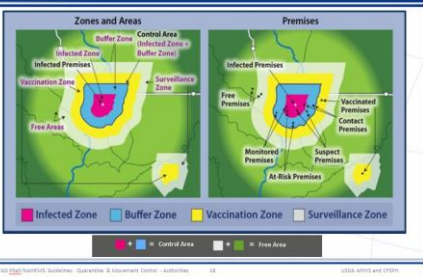 Zones and Areas
Buffer Zone
Control Area
(Infected Zone +
Buffer Zone)
Infected Zone
Infected Premises
Vaccination Zone
Surveillance
Zone
Free Areas
Premises
Infected Premises
Free
Premises
Vaccinated
Premises
Contact
Premises
Monitored
Premises
Suspect
Premises
At-Risk Premises
Infected Zone
Buffer Zone
Vaccination Zone
Surveillance Zone
+ = Control Area
+ = Free Area
Guidelines: Quarantine & Movement Control - Authorities
18
USDA APHIS and CFSPH